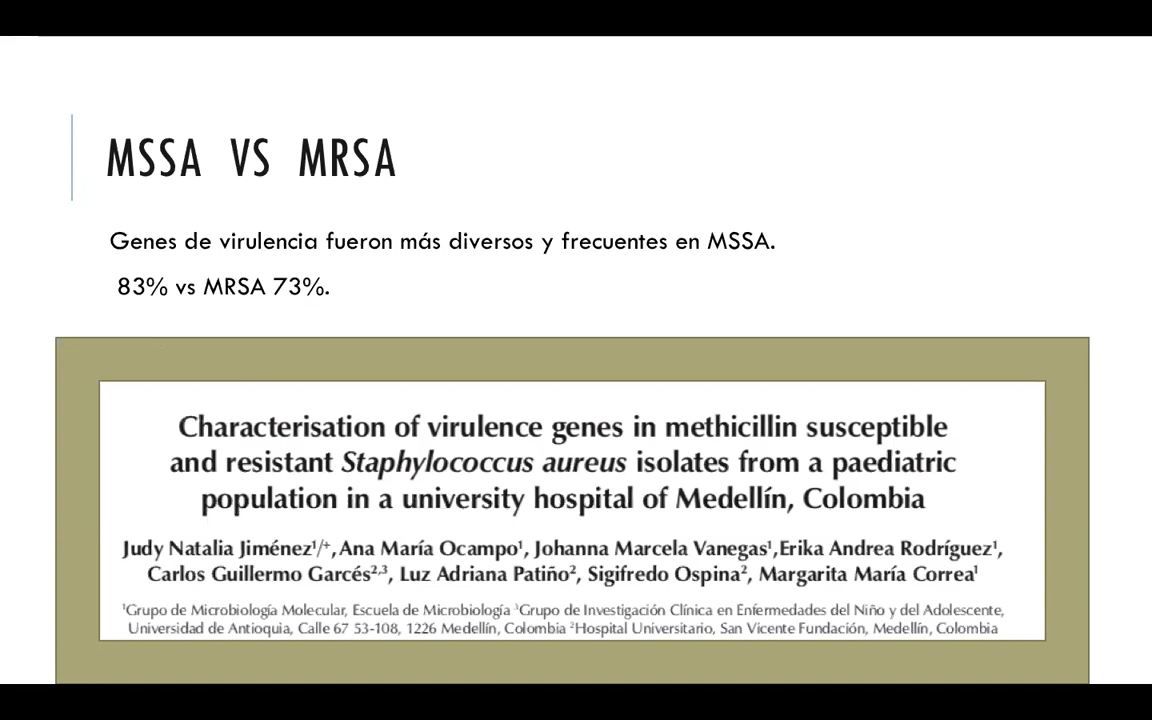 MSSA VS MRSA
Genes de virulencia fueron más diversos y frecuentes en MSSA.
83% vs MRSA 73%.
Characterisation of virulence genes in methicillin susceptible
and resistant Staphylococcus aureus isolates from a paediatric
population in a university hospital of Medellín, Colombia
Judy Natalia Jiménez¹/⁺, Ana María Ocampo¹, Johanna Marcela Vanegas¹, Erika Andrea Rodríguez¹,
Carlos Guillermo Garcés²,³, Luz Adriana Patiño², Sigifredo Ospina², Margarita María Correa¹
¹Grupo de Microbiología Molecular, Escuela de Microbiología ³Grupo de Investigación Clínica en Enfermedades del Niño y del Adolescente,
Universidad de Antioquia, Calle 67 53-108, 1226 Medellín, Colombia ²Hospital Universitario, San Vicente Fundación, Medellín, Colombia